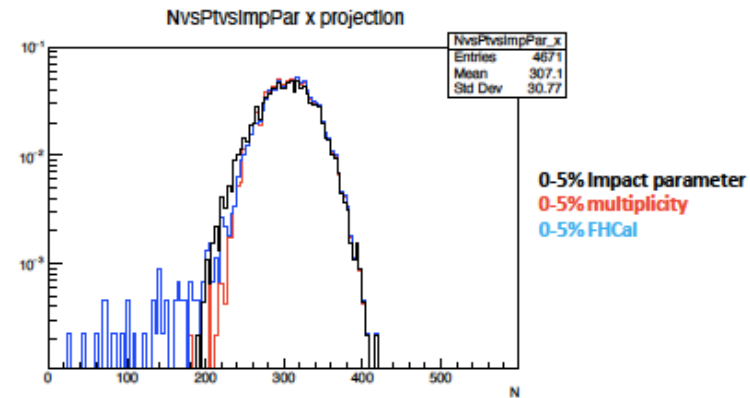 NvsPtvsImpPar x projection
NvsPtvsImpPar_x
Entries 4671
Mean 307.1
Std Dev 30.77
10⁻¹
10⁻²
10⁻³
0 100 200 300 400 500
N
0-5% Impact parameter
0-5% multiplicity
0-5% FHCal